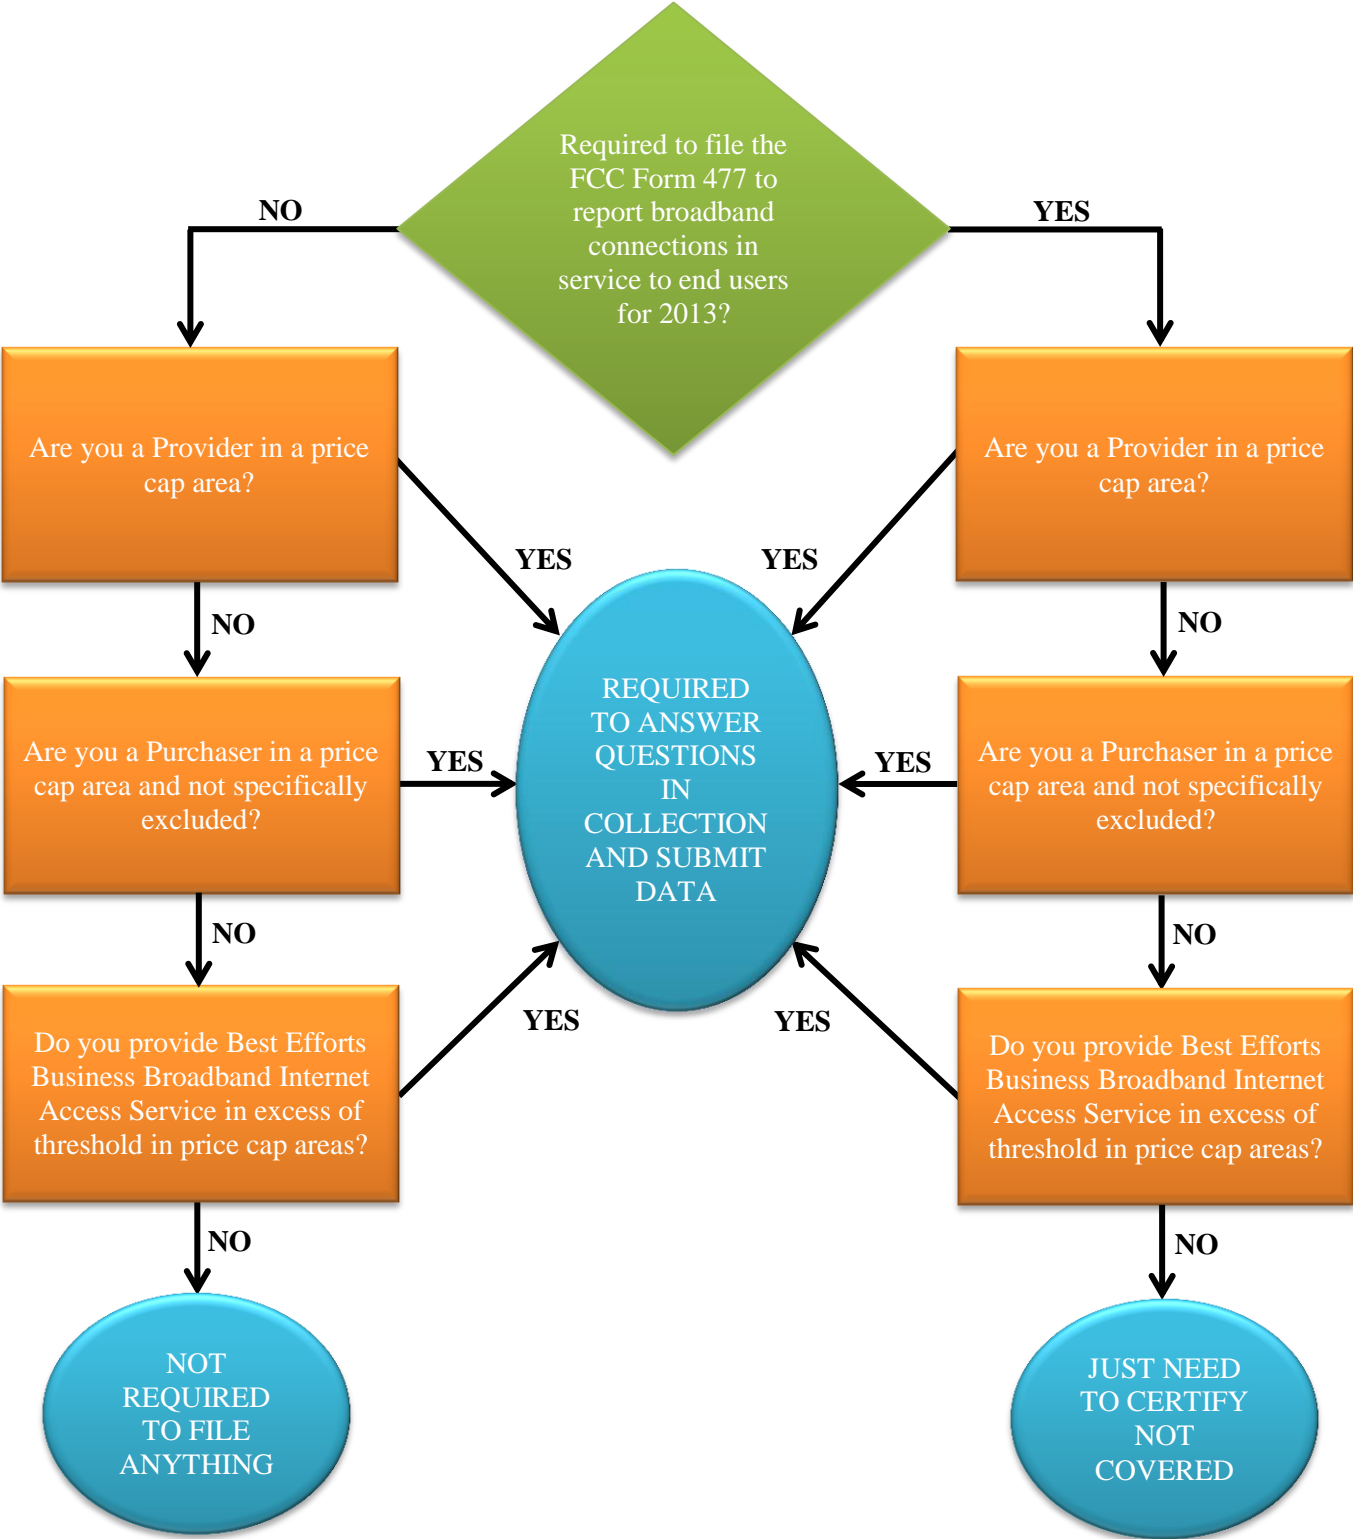 Required to file the
FCC Form 477 to
report broadband
connections in
service to end users
for 2013?
NO
YES
Are you a Provider in a price
cap area?
Are you a Provider in a price
cap area?
YES
YES
NO
NO
REQUIRED
TO ANSWER
QUESTIONS
IN
COLLECTION
AND SUBMIT
DATA
Are you a Purchaser in a price
cap area and not specifically
excluded?
YES
YES
Are you a Purchaser in a price
cap area and not specifically
excluded?
NO
NO
YES
YES
Do you provide Best Efforts
Business Broadband Internet
Access Service in excess of
threshold in price cap areas?
Do you provide Best Efforts
Business Broadband Internet
Access Service in excess of
threshold in price cap areas?
NO
NO
NOT
REQUIRED
TO FILE
ANYTHING
JUST NEED
TO CERTIFY
NOT
COVERED